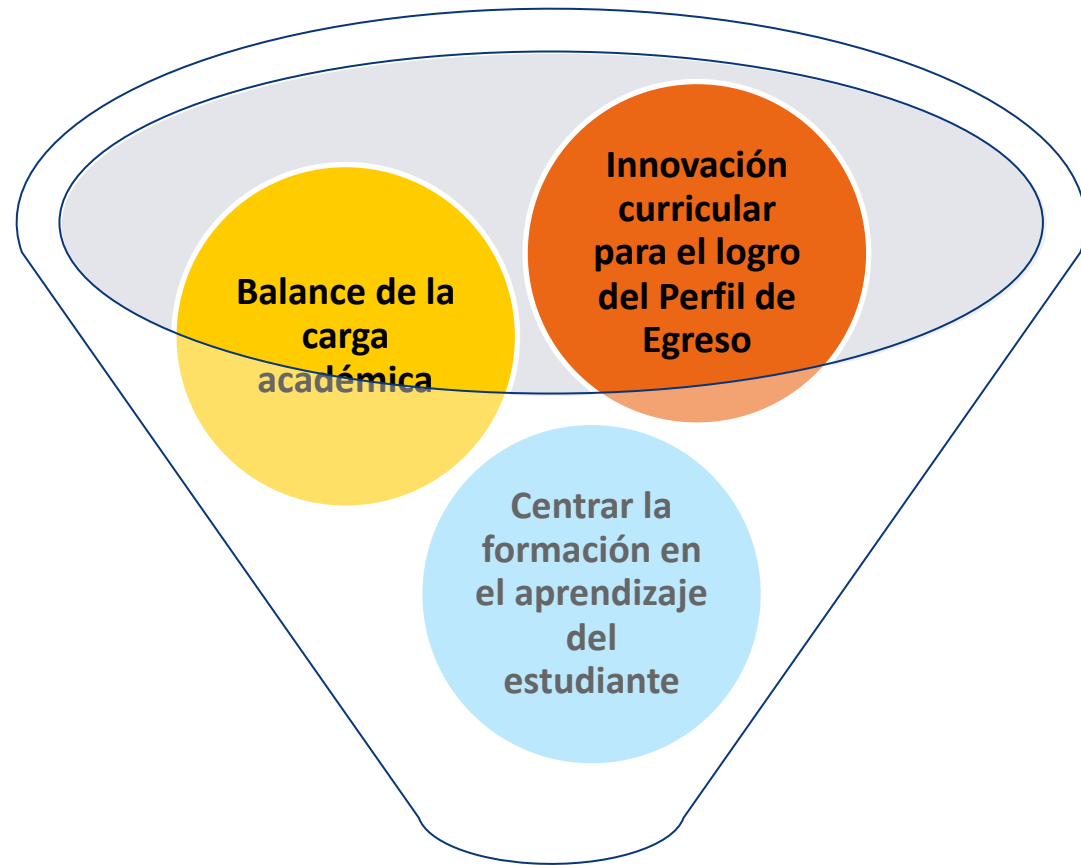 Balance de la
carga
académica
Innovación
curricular
para el logro
del Perfil de
Egreso
Centrar la
formación en
el aprendizaje
del
estudiante